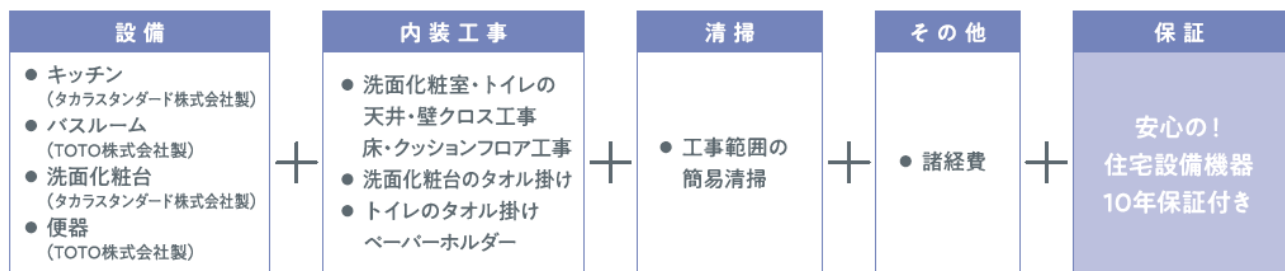 設備
● キッチン
(タカラスタンダード株式会社製)
● バスルーム
(TOTO株式会社製)
● 洗面化粧台
(タカラスタンダード株式会社製)
● 便器
(TOTO株式会社製)
+
内装工事
● 洗面化粧室・トイレの
天井・壁クロス工事
床・クッションフロア工事
● 洗面化粧台のタオル掛け
● トイレのタオル掛け
ペーパーホルダー
+
清掃
● 工事範囲の
簡易清掃
+
その他
● 諸経費
+
保証
安心の!
住宅設備機器
10年保証付き